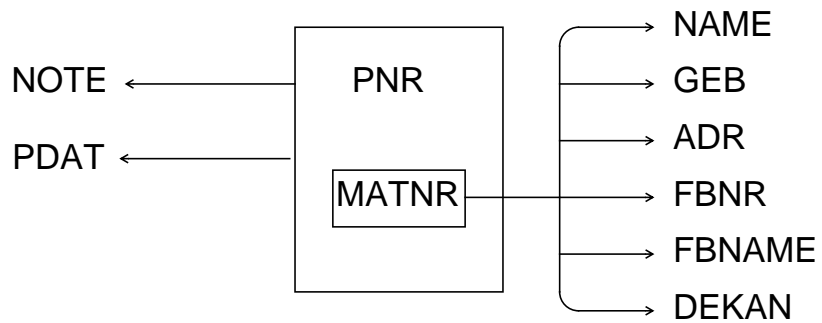 NAME
NOTE
PNR
GEB
PDAT
ADR
MATNR
FBNR
FBNAME
DEKAN